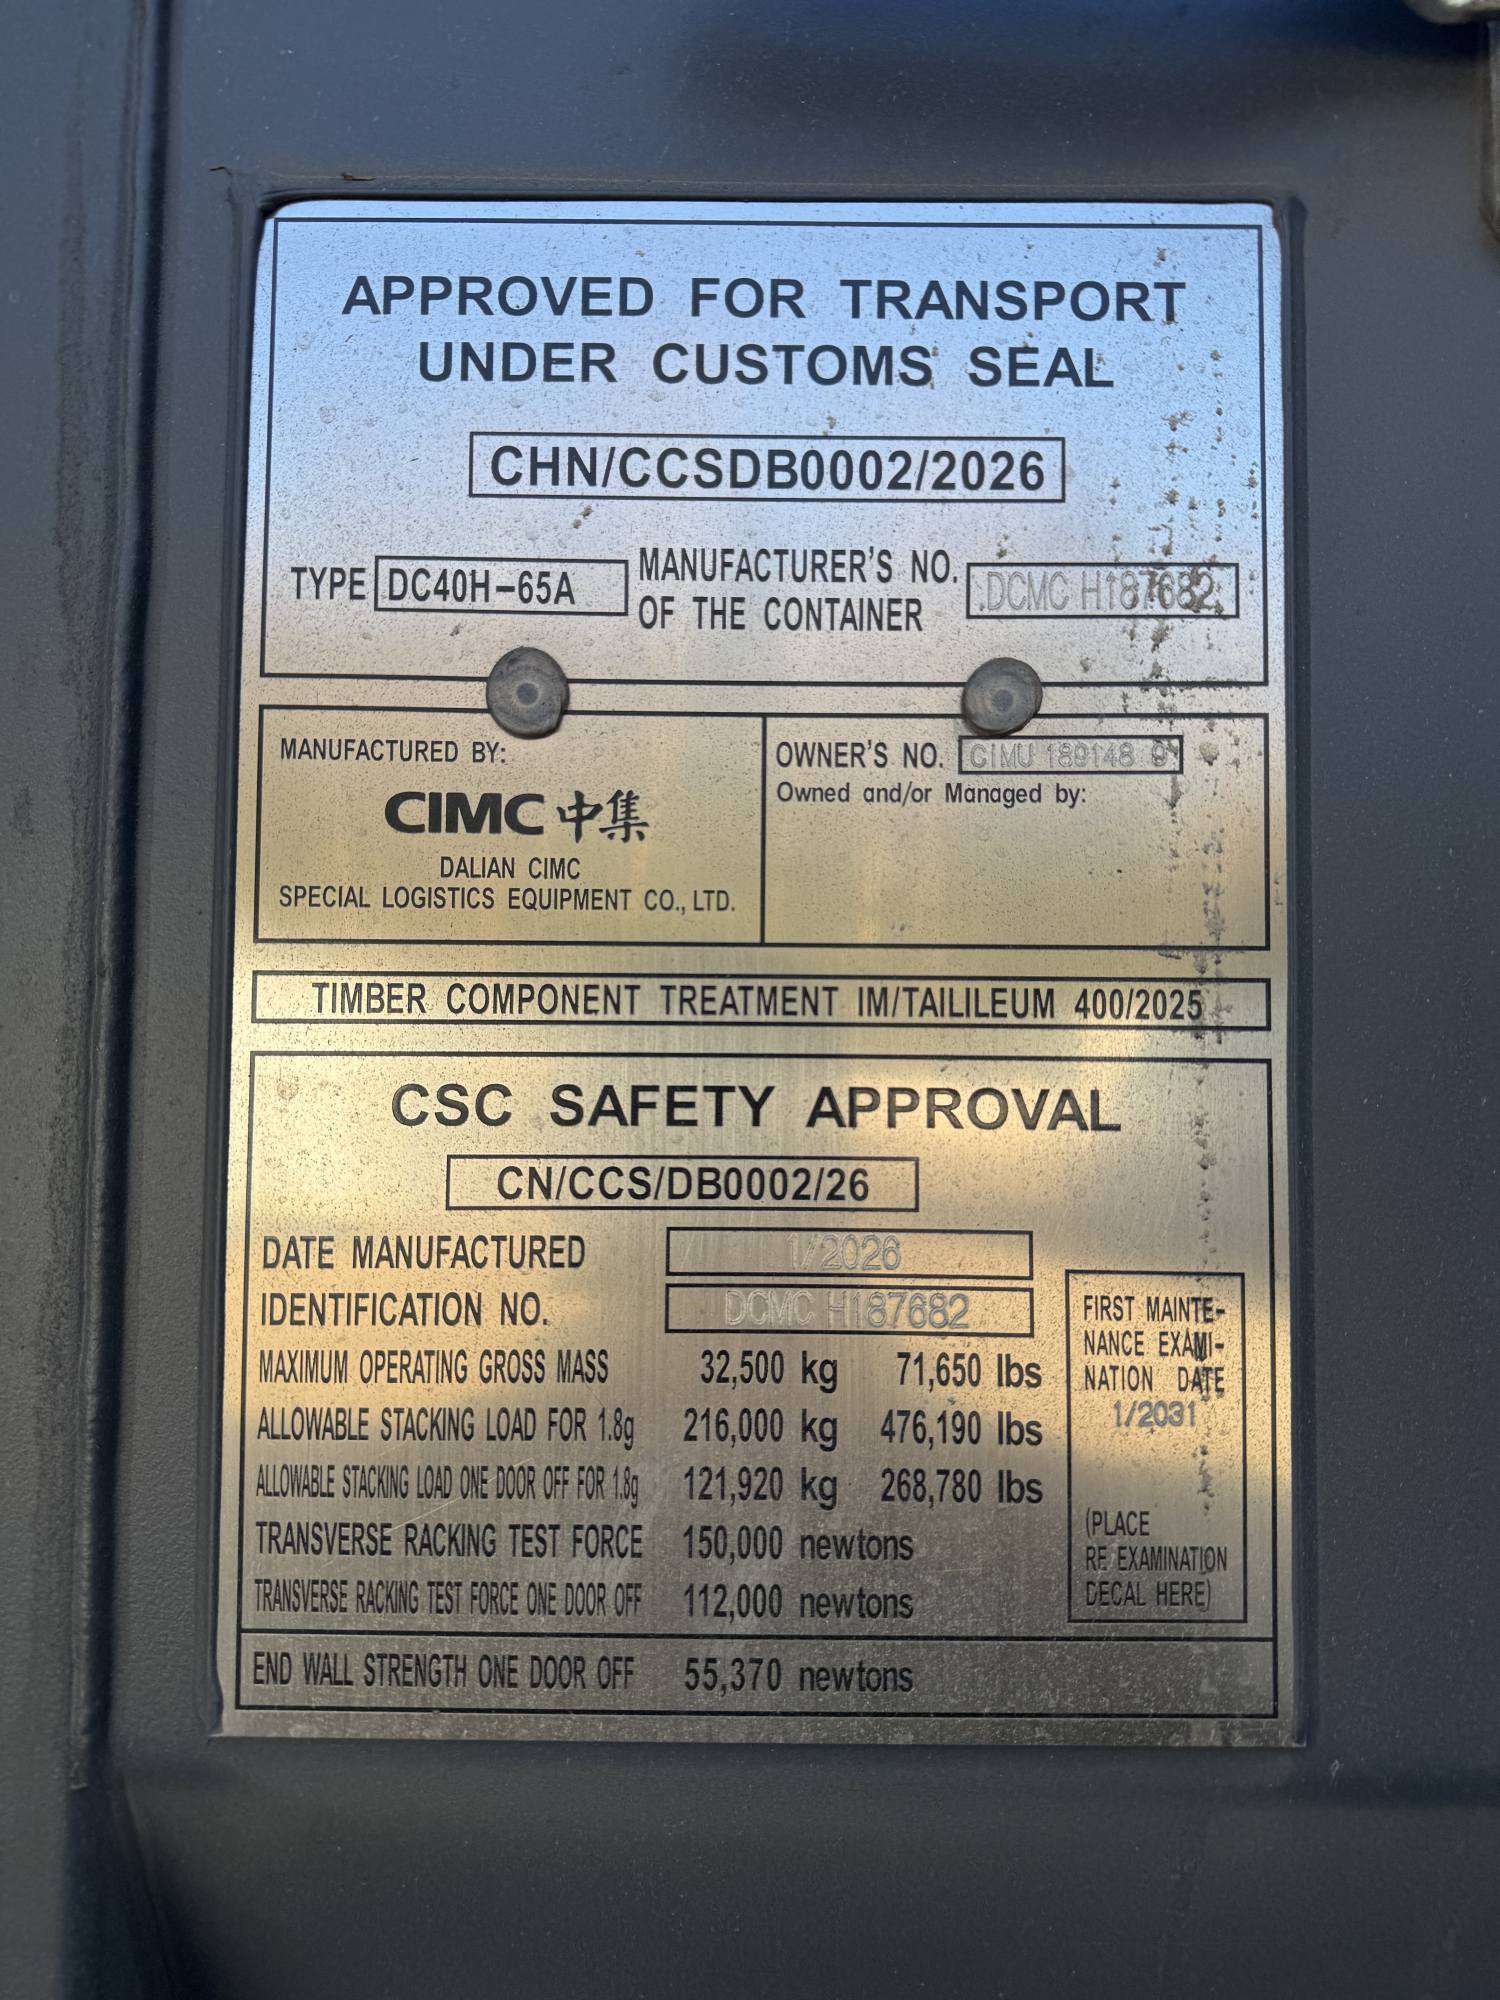 APPROVED FOR TRANSPORT
UNDER CUSTOMS SEAL
CHN/CCSDB0002/2026
TYPE DC40H-65A
MANUFACTURER'S NO.
OF THE CONTAINER
DCMC H187682
MANUFACTURED BY:
CIMC 中集
DALIAN CIMC
SPECIAL LOGISTICS EQUIPMENT CO., LTD.
OWNER'S NO. CIMU 189148 9
Owned and/or Managed by:
TIMBER COMPONENT TREATMENT IM/TAILILEUM 400/2025
CSC SAFETY APPROVAL
CN/CCS/DB0002/26
DATE MANUFACTURED 1/2026
IDENTIFICATION NO. DCMC H187682
MAXIMUM OPERATING GROSS MASS 32,500 kg 71,650 lbs
ALLOWABLE STACKING LOAD FOR 1.8g 216,000 kg 476,190 lbs
ALLOWABLE STACKING LOAD ONE DOOR OFF FOR 1.8g 121,920 kg 268,780 lbs
TRANSVERSE RACKING TEST FORCE 150,000 newtons
TRANSVERSE RACKING TEST FORCE ONE DOOR OFF 112,000 newtons
END WALL STRENGTH ONE DOOR OFF 55,370 newtons
FIRST MAINTE-
NANCE EXAMI-
NATION DATE
1/2031
(PLACE
RE EXAMINATION
DECAL HERE)